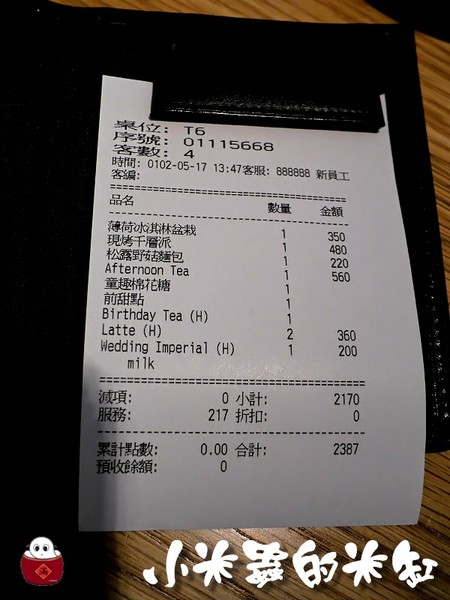 桌位: T6
序號: 01115668
客數: 4
時間: 0102-05-17 13:47客服: 888888 新員工
客編:
品名 數量 金額
薄荷冰淇淋盆栽 1 350
現烤千層派 1 480
松露野菇麵包 1 220
Afternoon Tea 1 560
童趣棉花糖 1
前甜點 1
Birthday Tea (H) 1
Latte (H) 2 360
Wedding Imperial (H) 1 200
milk
減項: 0 小計: 2170
服務: 217 折扣: 0
累計點數: 0.00 合計: 2387
預收餘額: 0
小米蟲的米缸